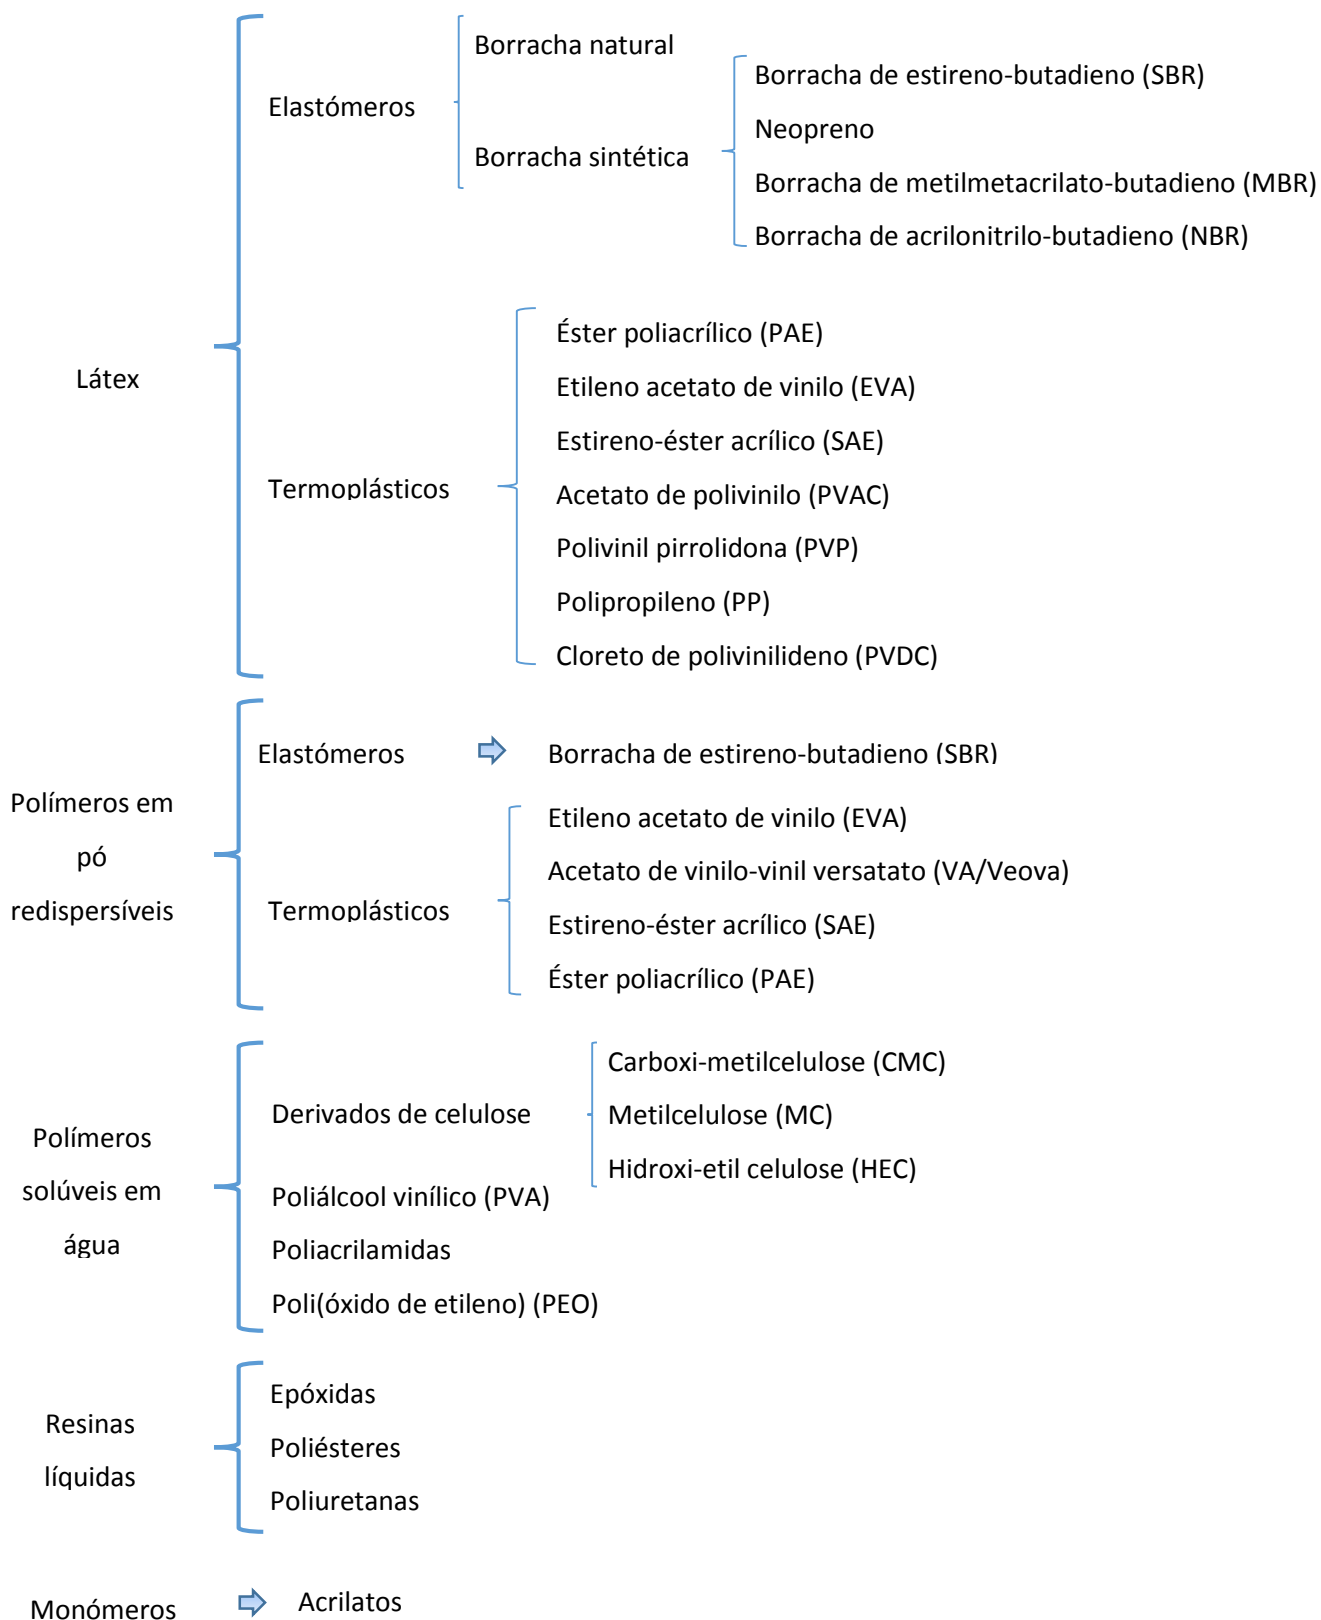 Borracha natural
Borracha de estireno-butadieno (SBR)
Elastómeros
Neopreno
Borracha sintética
Borracha de metilmetacrilato-butadieno (MBR)
Borracha de acrilonitrilo-butadieno (NBR)
Látex
Éster poliacrílico (PAE)
Etileno acetato de vinilo (EVA)
Estireno-éster acrílico (SAE)
Termoplásticos
Acetato de polivinilo (PVAC)
Polivinil pirrolidona (PVP)
Polipropileno (PP)
Cloreto de polivinilideno (PVDC)
Polímeros em
pó
redispersíveis
Elastómeros
Borracha de estireno-butadieno (SBR)
Termoplásticos
Etileno acetato de vinilo (EVA)
Acetato de vinilo-vinil versatato (VA/Veova)
Estireno-éster acrílico (SAE)
Éster poliacrílico (PAE)
Polímeros
solúveis em
água
Derivados de celulose
Carboxi-metilcelulose (CMC)
Metilcelulose (MC)
Hidroxi-etil celulose (HEC)
Poliálcool vinílico (PVA)
Poliacrilamidas
Poli(óxido de etileno) (PEO)
Resinas
líquidas
Epóxidas
Poliésteres
Poliuretanas
Monómeros
Acrilatos